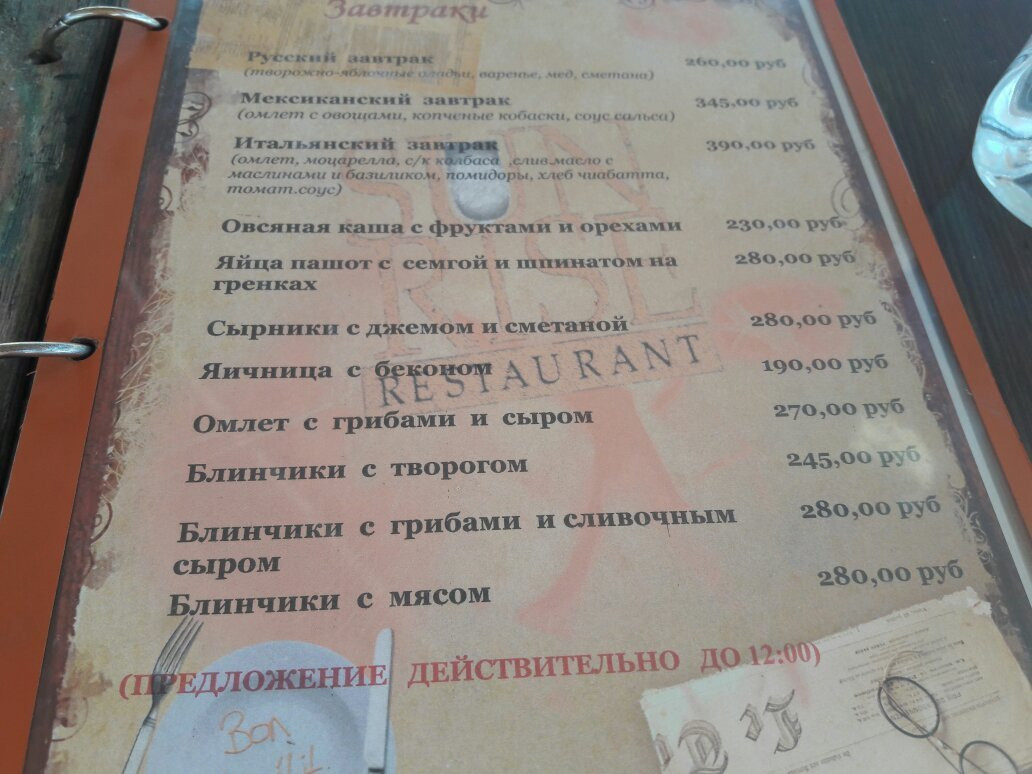 Завтраки
Русский завтрак 260,00 руб
(творожно-яблочные оладьи, варенье, мед, сметана)
Мексиканский завтрак 345,00 руб
(омлет с овощами, копченые кобаски, соус сальса)
Итальянский завтрак 390,00 руб
(омлет, моцарелла, с/к колбаса ,слив.масло с
маслинами и базиликом, помидоры, хлеб чиабатта,
томат.соус)
Овсяная каша с фруктами и орехами 230,00 руб
Яйца пашот с семгой и шпинатом на 280,00 руб
гренках
Сырники с джемом и сметаной 280,00 руб
Яичница с беконом 190,00 руб
Омлет с грибами и сыром 270,00 руб
Блинчики с творогом 245,00 руб
Блинчики с грибами и сливочным 280,00 руб
сыром
Блинчики с мясом 280,00 руб
(ПРЕДЛОЖЕНИЕ ДЕЙСТВИТЕЛЬНО ДО 12:00)
SUN
RISE
RESTAURANT
Bon